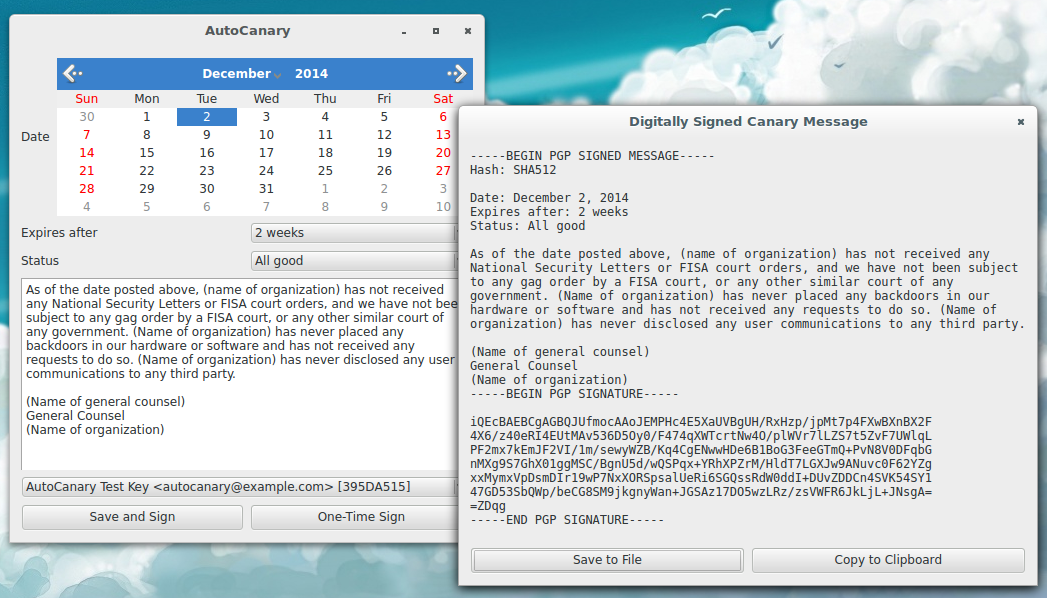 AutoCanary
December 2014
Sun Mon Tue Wed Thu Fri Sat
30 1 2 3 4 5 6
Date
7 8 9 10 11 12 13
14 15 16 17 18 19 20
21 22 23 24 25 26 27
28 29 30 31 1 2 3
4 5 6 7 8 9 10
Expires after 2 weeks
Status All good
As of the date posted above, (name of organization) has not received
any National Security Letters or FISA court orders, and we have not bee
subject to any gag order by a FISA court, or any other similar court of
any government. (Name of organization) has never placed any
backdoors in our hardware or software and has not received any
requests to do so. (Name of organization) has never disclosed any user
communications to any third party.
(Name of general counsel)
General Counsel
(Name of organization)
AutoCanary Test Key <autocanary@example.com> [395DA515]
Save and Sign One-Time Sign
Digitally Signed Canary Message
-----BEGIN PGP SIGNED MESSAGE-----
Hash: SHA512
Date: December 2, 2014
Expires after: 2 weeks
Status: All good
As of the date posted above, (name of organization) has not received any
National Security Letters or FISA court orders, and we have not been subject
to any gag order by a FISA court, or any other similar court of any
government. (Name of organization) has never placed any backdoors in our
hardware or software and has not received any requests to do so. (Name of
organization) has never disclosed any user communications to any third party.
(Name of general counsel)
General Counsel
(Name of organization)
-----BEGIN PGP SIGNATURE-----
iQEcBAEBCgAGBQJUfmocAAoJEMPHc4E5XaUVBgUH/RxHzp/jpMt7p4FXwBXnBX2F
4X6/z40eRI4EUtMAv536D5Oy0/F474qXWTcrtNw4O/plWVr7lLZS7t5ZvF7UWlqL
PF2mx7kEmJF2VI/1m/sewyWZB/Kq4CgENwwHDe6B1BoG3FeeGTmQ+PvN8V0DFqbG
nMXg9S7GhX01ggMSC/BgnU5d/wQSPqx+YRhXPZrM/HldT7LGXJw9ANuvc0F62YZg
xxMymxVpDsmDIr19wP7NxXORSpsalUeRi6SGQssRdW0ddI+DUvZDDCn4SVK54SY1
47GD53SbQWp/beCG8SM9jkgnyWan+JGSAz17DO5wzLRz/zsVWFR6JkLjL+JNsgA=
=ZDqg
-----END PGP SIGNATURE-----
Save to File Copy to Clipboard